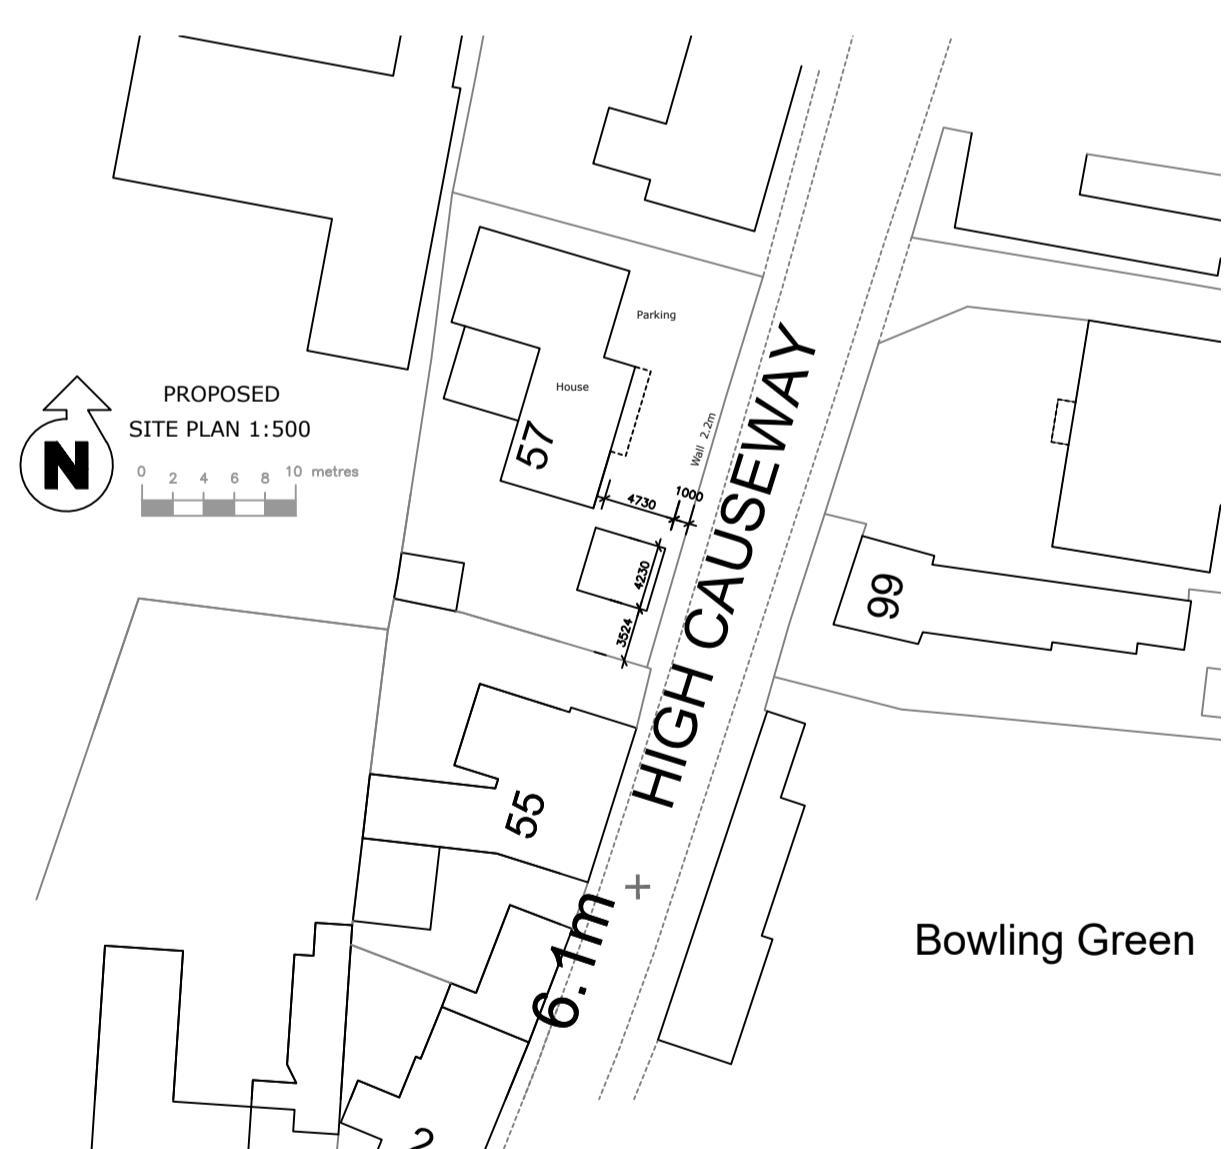 Parking
House
57
Wall 2.2m
HIGH CAUSEWAY
PROPOSED
SITE PLAN 1:500
N
0 2 4 6 8 10 metres
4730
1000
4230
3524
99
55
6.1m
Bowling Green
2